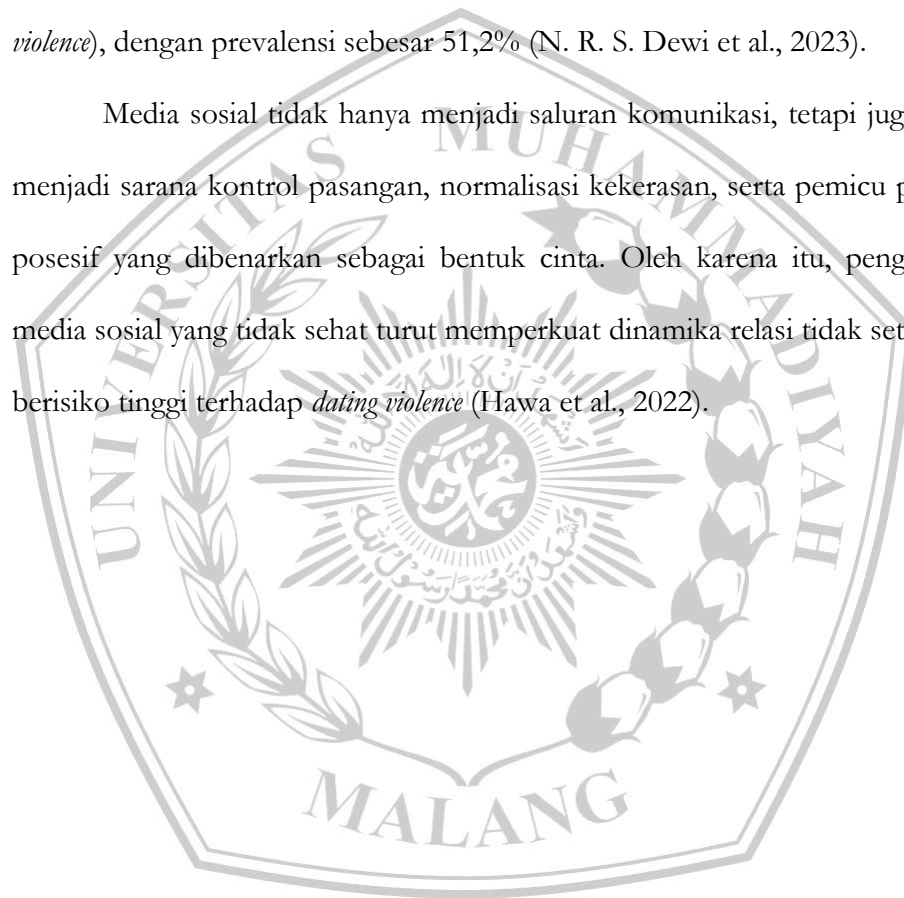 violence), dengan prevalensi sebesar 51,2% (N. R. S. Dewi et al., 2023).
Media sosial tidak hanya menjadi saluran komunikasi, tetapi jug
menjadi sarana kontrol pasangan, normalisasi kekerasan, serta pemicu p
posesif yang dibenarkan sebagai bentuk cinta. Oleh karena itu, peng
media sosial yang tidak sehat turut memperkuat dinamika relasi tidak set
berisiko tinggi terhadap dating violence (Hawa et al., 2022).
UNIVERSITAS MUHAMMADIYAH
MALANG